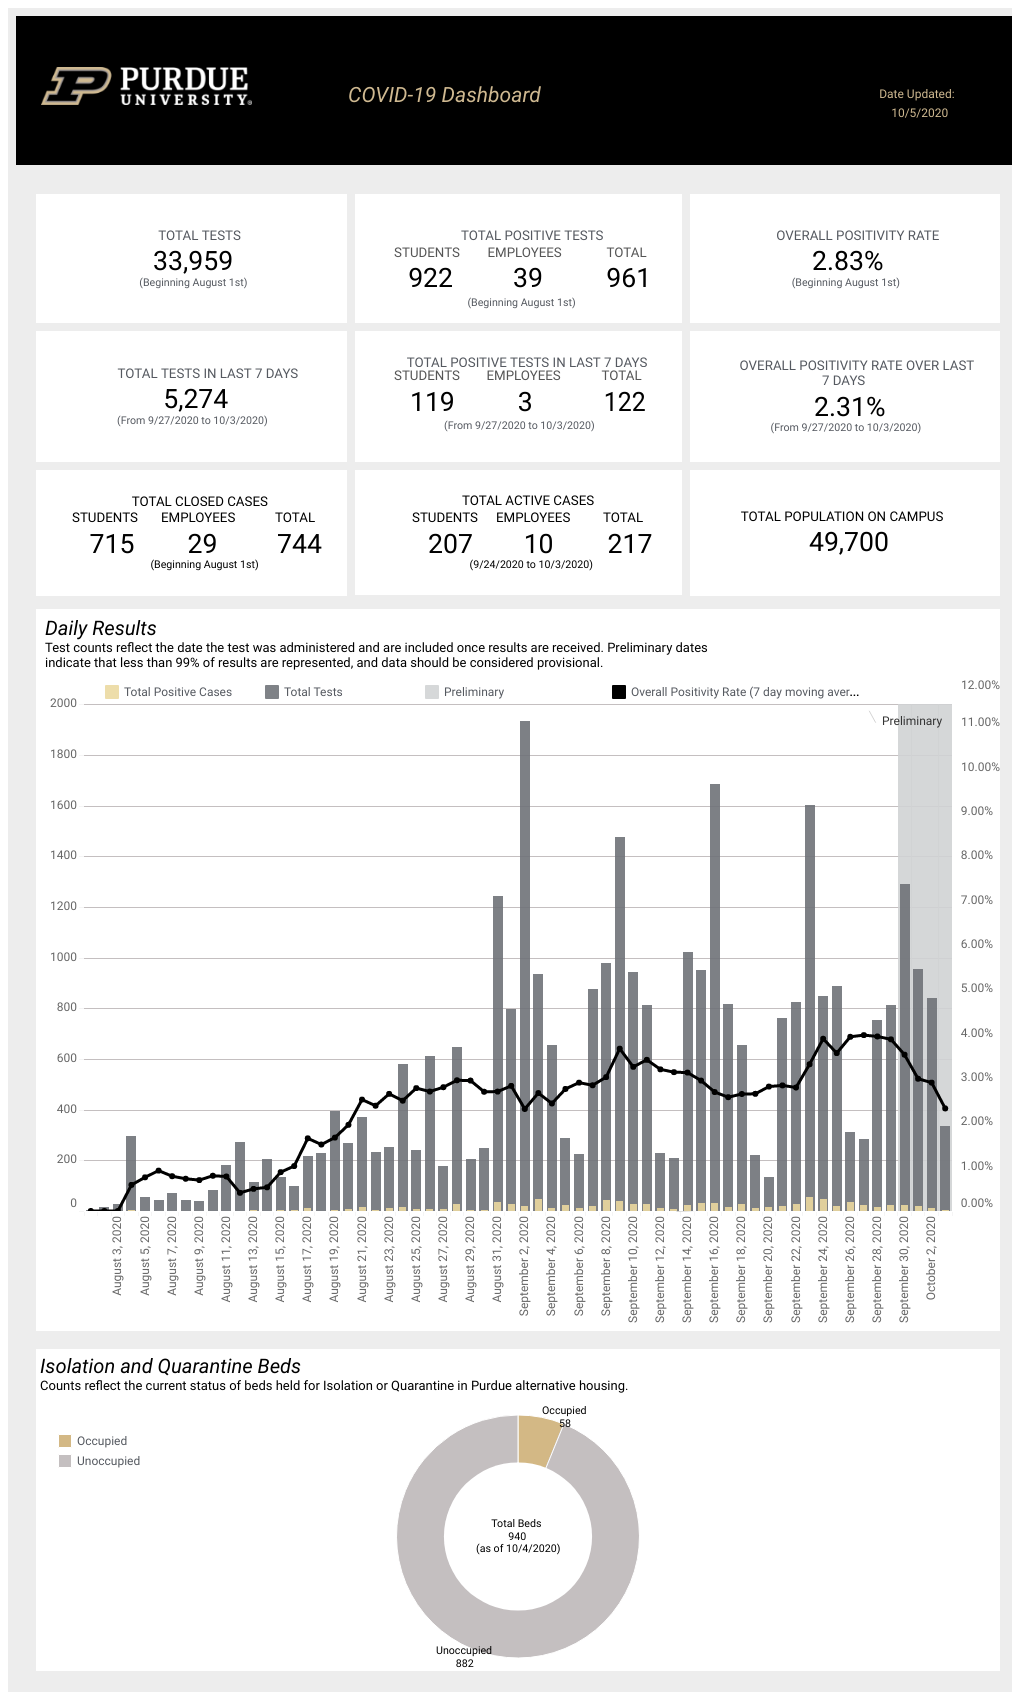 PURDUE
UNIVERSITY®
COVID-19 Dashboard
Date Updated:
10/5/2020
TOTAL TESTS
33,959
(Beginning August 1st)
TOTAL POSITIVE TESTS
STUDENTS EMPLOYEES TOTAL
922 39 961
(Beginning August 1st)
OVERALL POSITIVITY RATE
2.83%
(Beginning August 1st)
TOTAL TESTS IN LAST 7 DAYS
5,274
(From 9/27/2020 to 10/3/2020)
TOTAL POSITIVE TESTS IN LAST 7 DAYS
STUDENTS EMPLOYEES TOTAL
119 3 122
(From 9/27/2020 to 10/3/2020)
OVERALL POSITIVITY RATE OVER LAST
7 DAYS
2.31%
(From 9/27/2020 to 10/3/2020)
TOTAL CLOSED CASES
STUDENTS EMPLOYEES TOTAL
715 29 744
(Beginning August 1st)
TOTAL ACTIVE CASES
STUDENTS EMPLOYEES TOTAL
207 10 217
(9/24/2020 to 10/3/2020)
TOTAL POPULATION ON CAMPUS
49,700
Daily Results
Test counts reflect the date the test was administered and are included once results are received. Preliminary dates
indicate that less than 99% of results are represented, and data should be considered provisional.
Total Positive Cases Total Tests Preliminary Overall Positivity Rate (7 day moving aver...
Preliminary
2000
1800
1600
1400
1200
1000
800
600
400
200
0
12.00%
11.00%
10.00%
9.00%
8.00%
7.00%
6.00%
5.00%
4.00%
3.00%
2.00%
1.00%
0.00%
August 3, 2020
August 5, 2020
August 7, 2020
August 9, 2020
August 11, 2020
August 13, 2020
August 15, 2020
August 17, 2020
August 19, 2020
August 21, 2020
August 23, 2020
August 25, 2020
August 27, 2020
August 29, 2020
August 31, 2020
September 2, 2020
September 4, 2020
September 6, 2020
September 8, 2020
September 10, 2020
September 12, 2020
September 14, 2020
September 16, 2020
September 18, 2020
September 20, 2020
September 22, 2020
September 24, 2020
September 26, 2020
September 28, 2020
September 30, 2020
October 2, 2020
Isolation and Quarantine Beds
Counts reflect the current status of beds held for Isolation or Quarantine in Purdue alternative housing.
Occupied
Unoccupied
Occupied
58
Total Beds
940
(as of 10/4/2020)
Unoccupied
882